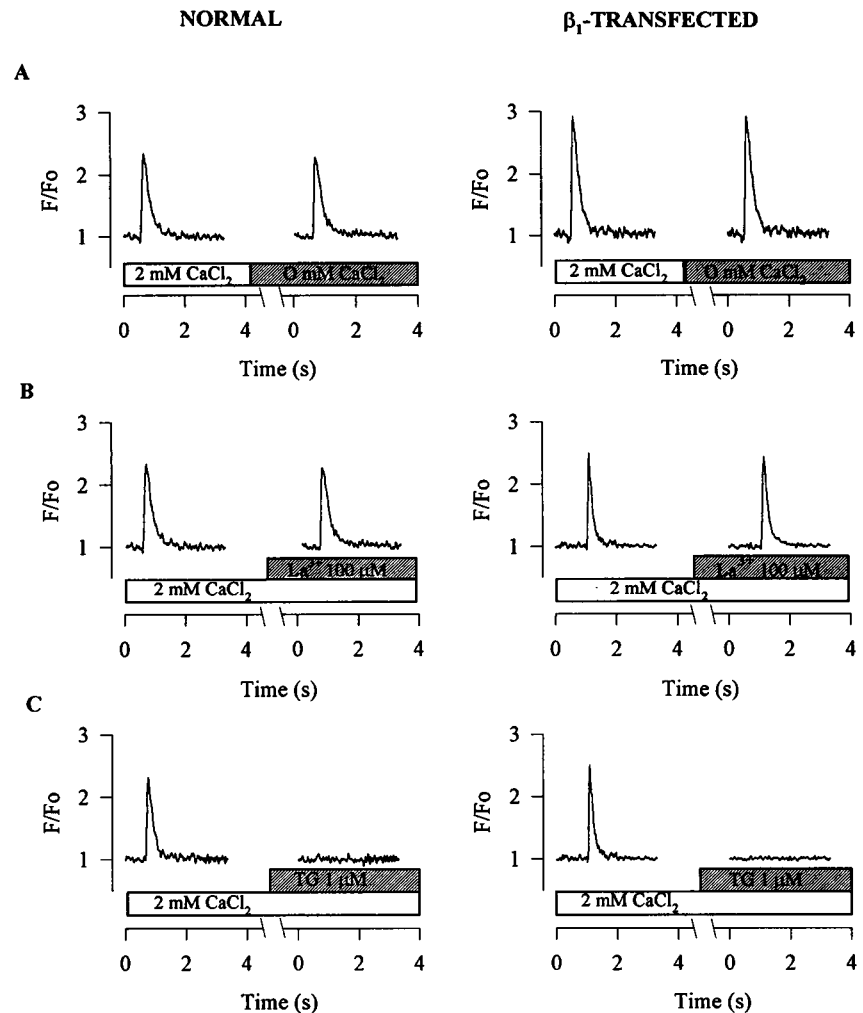 NORMAL
β₁-TRANSFECTED
A
3
2
1
F/Fo
2 mM CaCl₂
O mM CaCl₂
0 2 4 0 2 4
Time (s)
3
2
1
F/Fo
2 mM CaCl₂
O mM CaCl₂
0 2 4 0 2 4
Time (s)
B
3
2
1
F/Fo
La³⁺ 100 µM
2 mM CaCl₂
0 2 4 0 2 4
Time (s)
3
2
1
F/Fo
La³⁺ 100 µM
2 mM CaCl₂
0 2 4 0 2 4
Time (s)
C
3
2
1
F/Fo
TG 1 µM
2 mM CaCl₂
0 2 4 0 2 4
Time (s)
3
2
1
F/Fo
TG 1 µM
2 mM CaCl₂
0 2 4 0 2 4
Time (s)